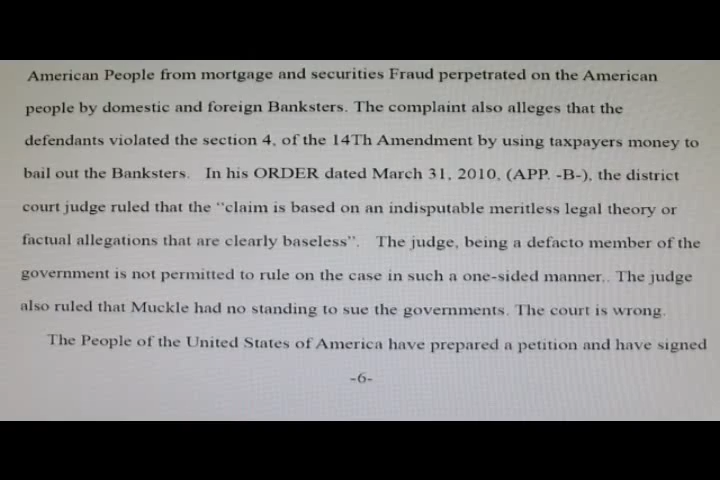 American People from mortgage and securities Fraud perpetrated on the American
people by domestic and foreign Banksters. The complaint also alleges that the
defendants violated the section 4, of the 14Th Amendment by using taxpayers money to
bail out the Banksters. In his ORDER dated March 31, 2010, (APP. -B-), the district
court judge ruled that the “claim is based on an indisputable meritless legal theory or
factual allegations that are clearly baseless”. The judge, being a defacto member of the
government is not permitted to rule on the case in such a one-sided manner.. The judge
also ruled that Muckle had no standing to sue the governments. The court is wrong.
The People of the United States of America have prepared a petition and have signed
-6-